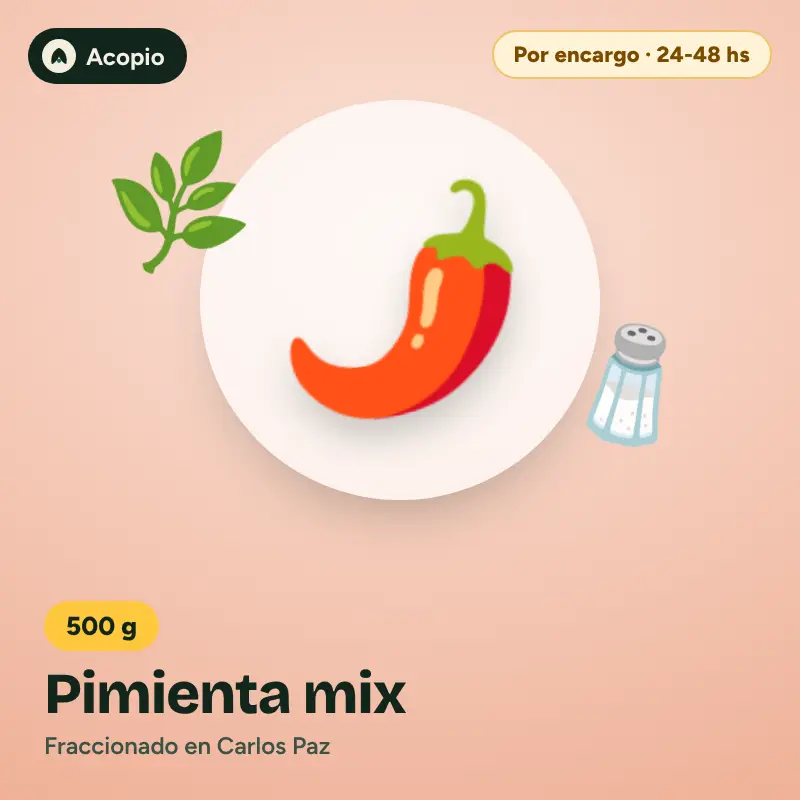 Acopio
Por encargo · 24-48 hs
500 g
Pimienta mix
Fraccionado en Carlos Paz